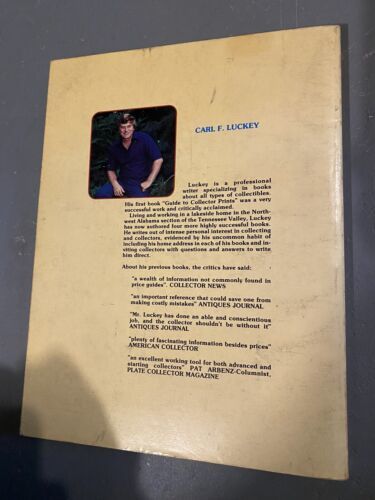 CARL F. LUCKEY
Luckey is a professional
writer specializing in books
about all types of collectibles.
His first book "Guide to Collector Prints" was a very
successful work and critically acclaimed.
Living and working in a lakeside home in the North-
west Alabama section of the Tennessee Valley, Luckey
has now authored four more highly successful books.
He writes out of intense personal interest in collecting
and collectors, evidenced by his uncommon habit of
including his home address in each of his books and in-
viting collectors with questions and answers to write
him direct.
About his previous books, the critics have said:
"a wealth of information not commonly found in
price guides". COLLECTOR NEWS
"an important reference that could save one from
making costly mistakes" ANTIQUES JOURNAL
"Mr. Luckey has done an able and conscientious
job, and the collector shouldn't be without it"
ANTIQUES JOURNAL
"plenty of fascinating information besides prices"
AMERICAN COLLECTOR
"an excellent working tool for both advanced and
starting collectors" PAT ARBENZ-Columnist,
PLATE COLLECTOR MAGAZINE